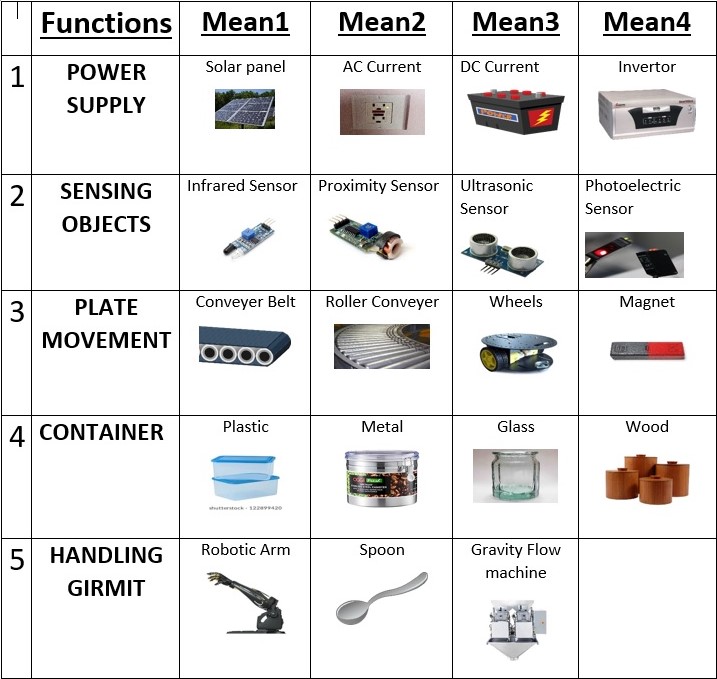 Functions Mean1 Mean2 Mean3 Mean4
1 POWER SUPPLY
Solar panel
AC Current
DC Current
Invertor
POWER
2 SENSING OBJECTS
Infrared Sensor
Proximity Sensor
Ultrasonic
Sensor
Photoelectric
Sensor
3 PLATE MOVEMENT
Conveyer Belt
Roller Conveyer
Wheels
Magnet
4 CONTAINER
Plastic
Metal
Glass
Wood
shutterstock · 122899420
5 HANDLING GIRMIT
Robotic Arm
Spoon
Gravity Flow
machine